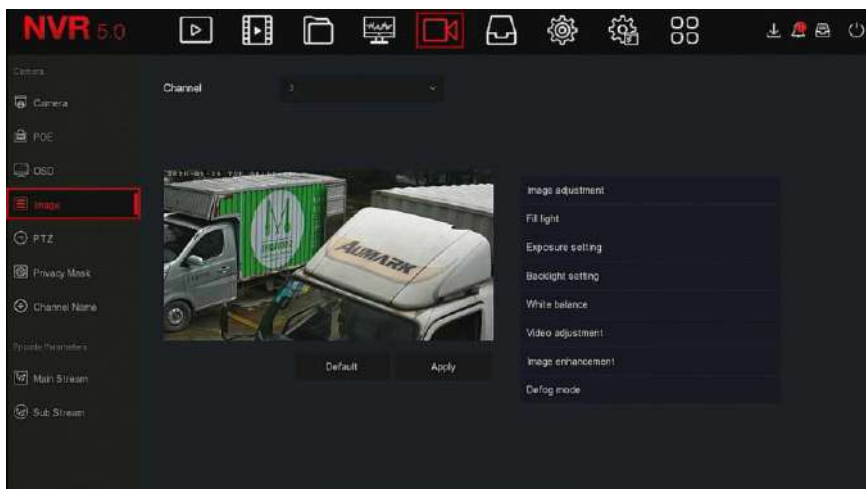 NVR 5.0
Camera
Camera
POE
OSD
Image
PTZ
Privacy Mask
Channel Name
Encode Parameters
Main Stream
Sub Stream
Channel
AUMARK
Default
Apply
Image adjustment
Fill light
Exposure setting
Backlight setting
White balance
Video adjustment
Image enhancement
Defog mode